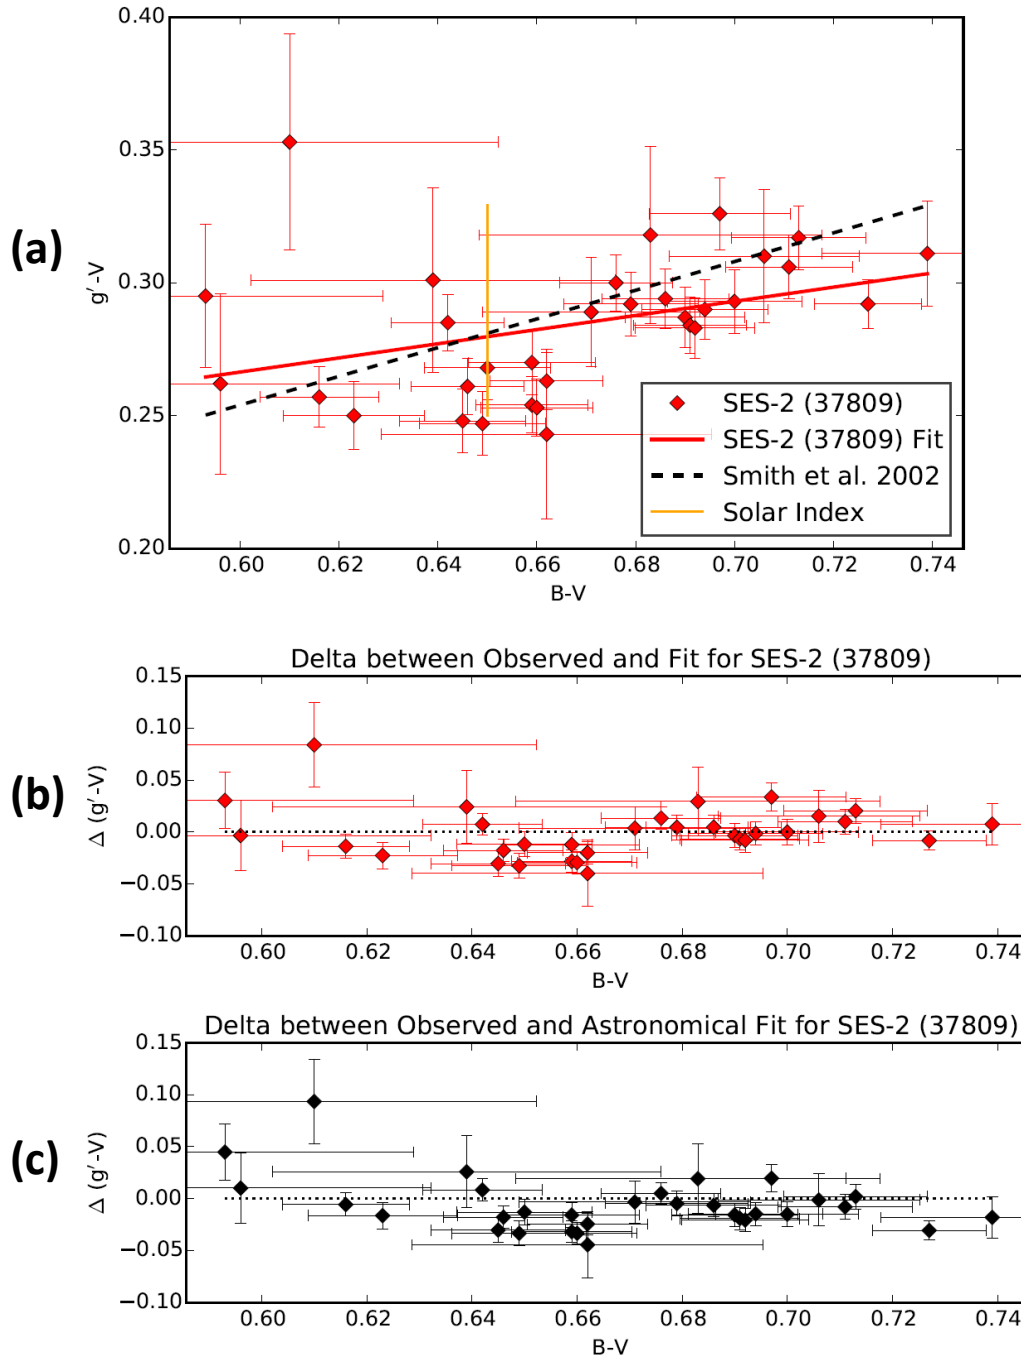 (a)
0.40
0.35
0.30
0.25
0.20
g′-V
SES-2 (37809)
SES-2 (37809) Fit
Smith et al. 2002
Solar Index
0.60 0.62 0.64 0.66 0.68 0.70 0.72 0.74
B-V
Delta between Observed and Fit for SES-2 (37809)
(b)
0.15
0.10
0.05
0.00
−0.05
−0.10
Δ (g′-V)
0.60 0.62 0.64 0.66 0.68 0.70 0.72 0.74
B-V
Delta between Observed and Astronomical Fit for SES-2 (37809)
(c)
0.15
0.10
0.05
0.00
−0.05
−0.10
Δ (g′-V)
0.60 0.62 0.64 0.66 0.68 0.70 0.72 0.74
B-V